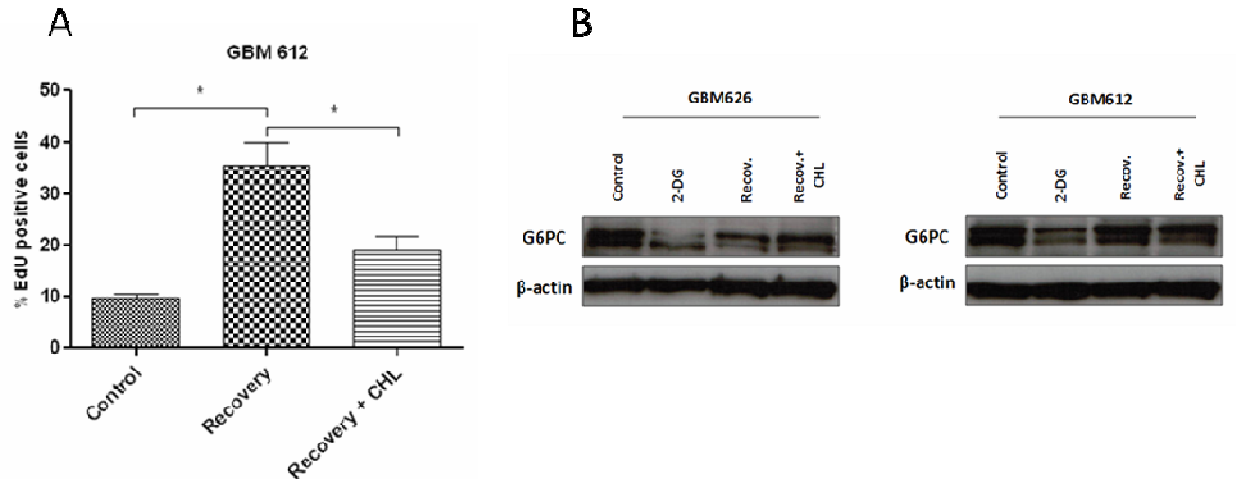 A
GBM 612
*
*
% EdU positive cells
50
40
30
20
10
0
Control
Recovery
Recovery + CHL
B
GBM626
Control
2-DG
Recov.
Recov.+
CHL
G6PC
β-actin
GBM612
Control
2-DG
Recov.
Recov.+
CHL
G6PC
β-actin